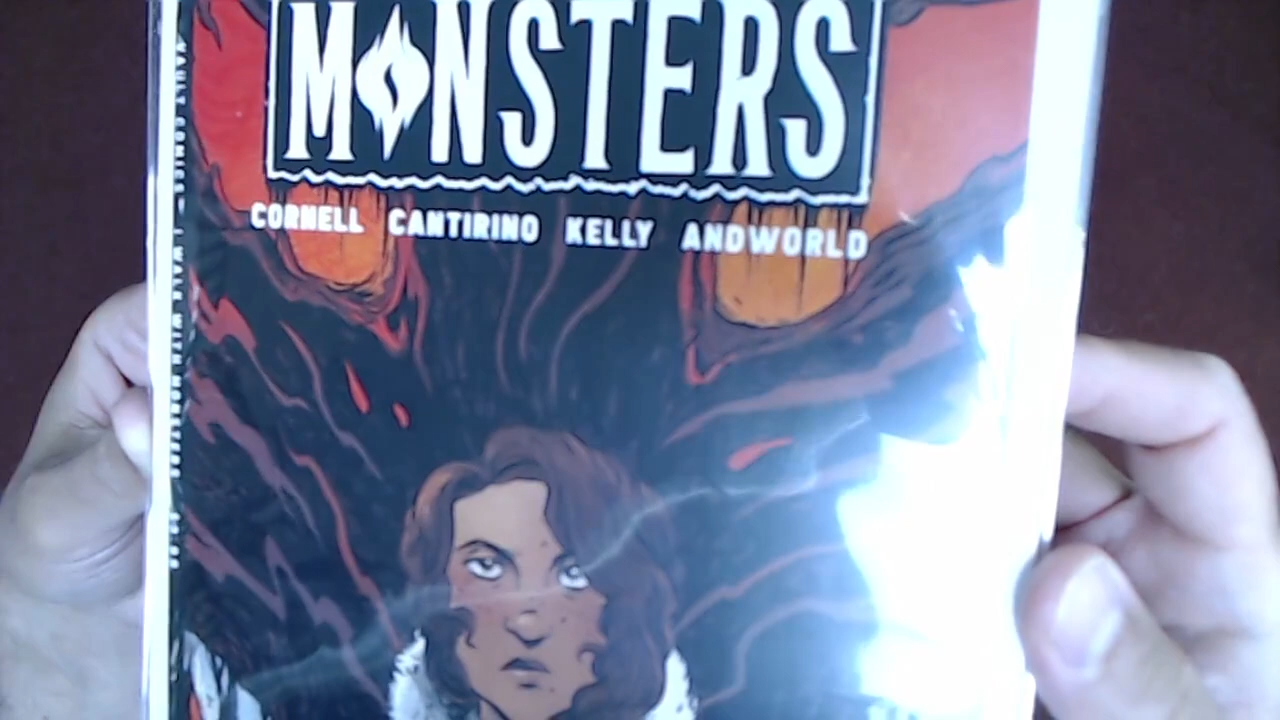 MONSTERS
CORNELL CANTIRINO KELLY ANDWORLD
VAULT COMICS I WALK WITH MONSTERS